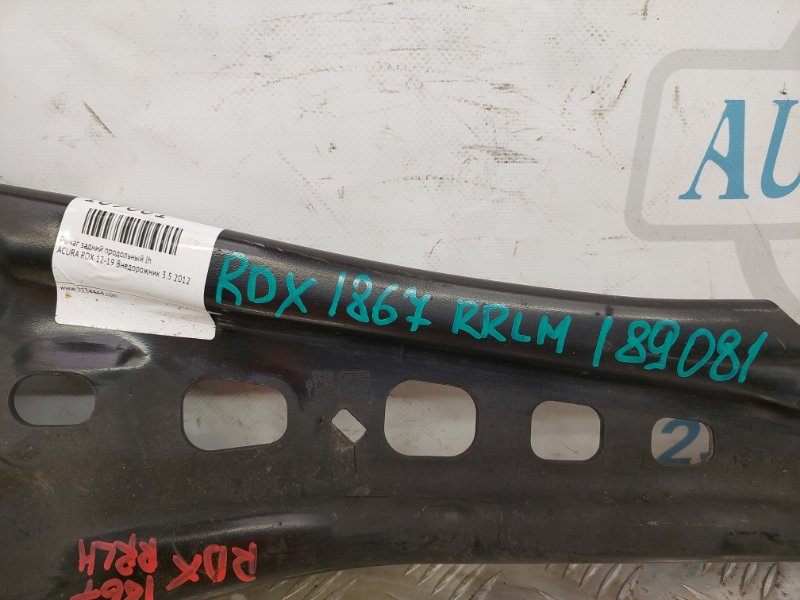 AU
Рычаг задний продольный lh
ACURA RDX 12-19 Внедорожник 3.5 2012
RDX 1867 RRLM 189081
2
1867
RDX RRLH